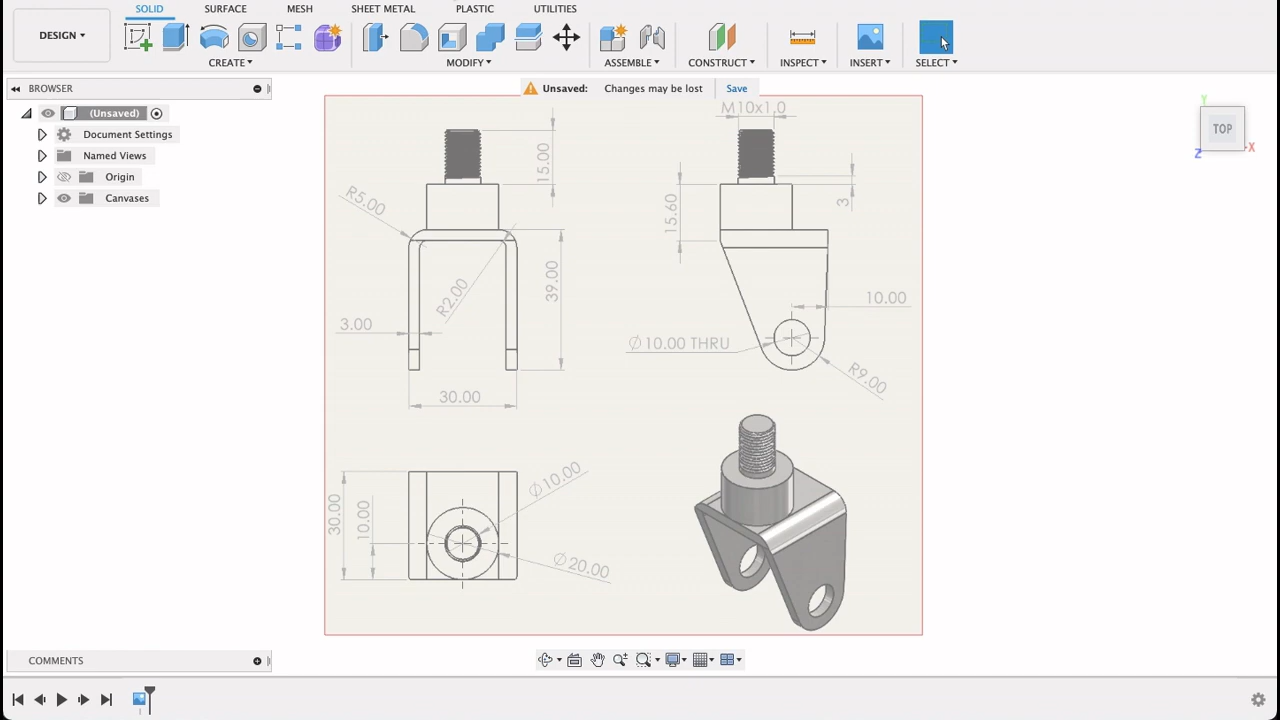 SOLID SURFACE MESH SHEET METAL PLASTIC UTILITIES
DESIGN
CREATE MODIFY ASSEMBLE CONSTRUCT INSPECT INSERT SELECT
BROWSER
Unsaved: Changes may be lost Save
(Unsaved)
Document Settings
Named Views
Origin
Canvases
Y
TOP
X
Z
M10x1.0
15.00
R5.00
15.60
3
39.00
R2.00
3.00
10.00
∅ 10.00 THRU
R9.00
30.00
∅10.00
30.00
10.00
∅20.00
COMMENTS